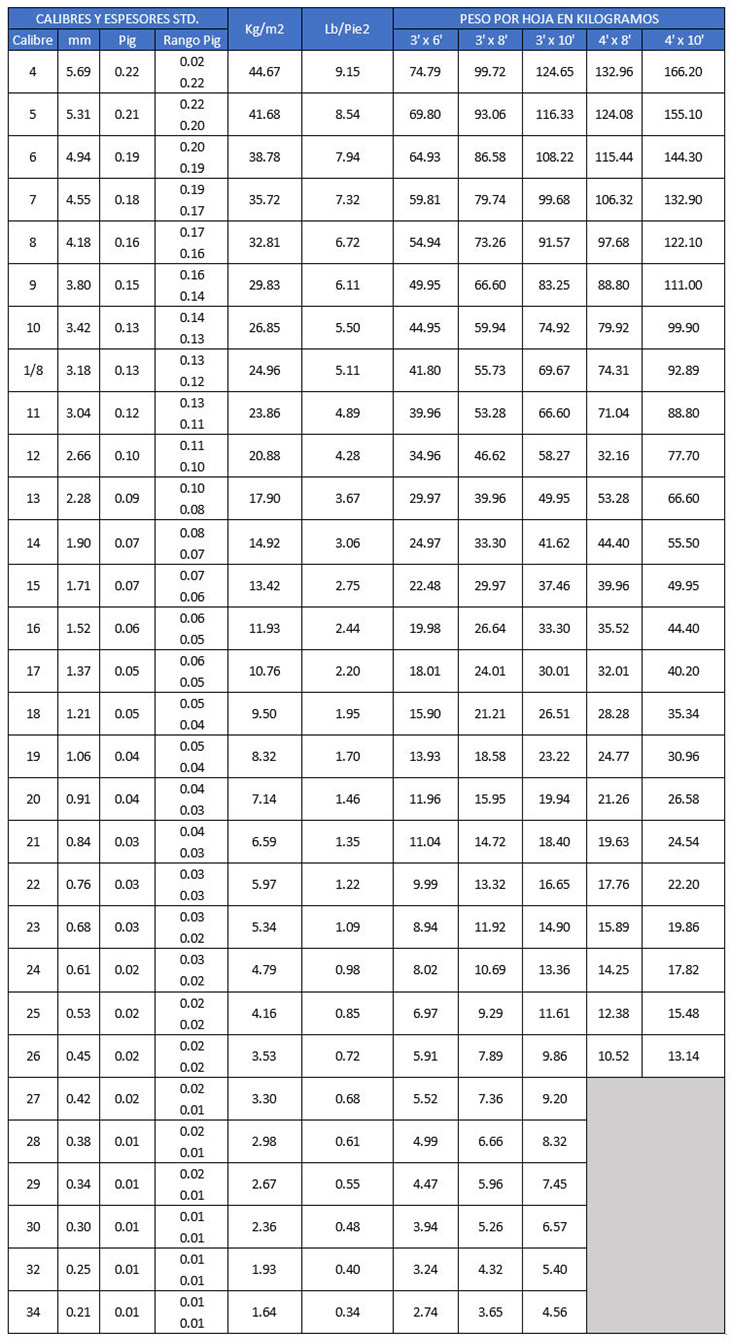 CALIBRES Y ESPESORES STD. Kg/m2 Lb/Pie2 PESO POR HOJA EN KILOGRAMOS
Calibre mm Pig Rango Pig 3' x 6' 3' x 8' 3' x 10' 4' x 8' 4' x 10'
4 5.69 0.22 0.02 0.22 44.67 9.15 74.79 99.72 124.65 132.96 166.20
5 5.31 0.21 0.22 0.20 41.68 8.54 69.80 93.06 116.33 124.08 155.10
6 4.94 0.19 0.20 0.19 38.78 7.94 64.93 86.58 108.22 115.44 144.30
7 4.55 0.18 0.19 0.17 35.72 7.32 59.81 79.74 99.68 106.32 132.90
8 4.18 0.16 0.17 0.16 32.81 6.72 54.94 73.26 91.57 97.68 122.10
9 3.80 0.15 0.16 0.14 29.83 6.11 49.95 66.60 83.25 88.80 111.00
10 3.42 0.13 0.14 0.13 26.85 5.50 44.95 59.94 74.92 79.92 99.90
1/8 3.18 0.13 0.13 0.12 24.96 5.11 41.80 55.73 69.67 74.31 92.89
11 3.04 0.12 0.13 0.11 23.86 4.89 39.96 53.28 66.60 71.04 88.80
12 2.66 0.10 0.11 0.10 20.88 4.28 34.96 46.62 58.27 32.16 77.70
13 2.28 0.09 0.10 0.08 17.90 3.67 29.97 39.96 49.95 53.28 66.60
14 1.90 0.07 0.08 0.07 14.92 3.06 24.97 33.30 41.62 44.40 55.50
15 1.71 0.07 0.07 0.06 13.42 2.75 22.48 29.97 37.46 39.96 49.95
16 1.52 0.06 0.06 0.05 11.93 2.44 19.98 26.64 33.30 35.52 44.40
17 1.37 0.05 0.06 0.05 10.76 2.20 18.01 24.01 30.01 32.01 40.20
18 1.21 0.05 0.05 0.04 9.50 1.95 15.90 21.21 26.51 28.28 35.34
19 1.06 0.04 0.05 0.04 8.32 1.70 13.93 18.58 23.22 24.77 30.96
20 0.91 0.04 0.04 0.03 7.14 1.46 11.96 15.95 19.94 21.26 26.58
21 0.84 0.03 0.04 0.03 6.59 1.35 11.04 14.72 18.40 19.63 24.54
22 0.76 0.03 0.03 0.03 5.97 1.22 9.99 13.32 16.65 17.76 22.20
23 0.68 0.03 0.03 0.02 5.34 1.09 8.94 11.92 14.90 15.89 19.86
24 0.61 0.02 0.03 0.02 4.79 0.98 8.02 10.69 13.36 14.25 17.82
25 0.53 0.02 0.02 0.02 4.16 0.85 6.97 9.29 11.61 12.38 15.48
26 0.45 0.02 0.02 0.02 3.53 0.72 5.91 7.89 9.86 10.52 13.14
27 0.42 0.02 0.02 0.01 3.30 0.68 5.52 7.36 9.20
28 0.38 0.01 0.02 0.01 2.98 0.61 4.99 6.66 8.32
29 0.34 0.01 0.02 0.01 2.67 0.55 4.47 5.96 7.45
30 0.30 0.01 0.01 0.01 2.36 0.48 3.94 5.26 6.57
32 0.25 0.01 0.01 0.01 1.93 0.40 3.24 4.32 5.40
34 0.21 0.01 0.01 0.01 1.64 0.34 2.74 3.65 4.56